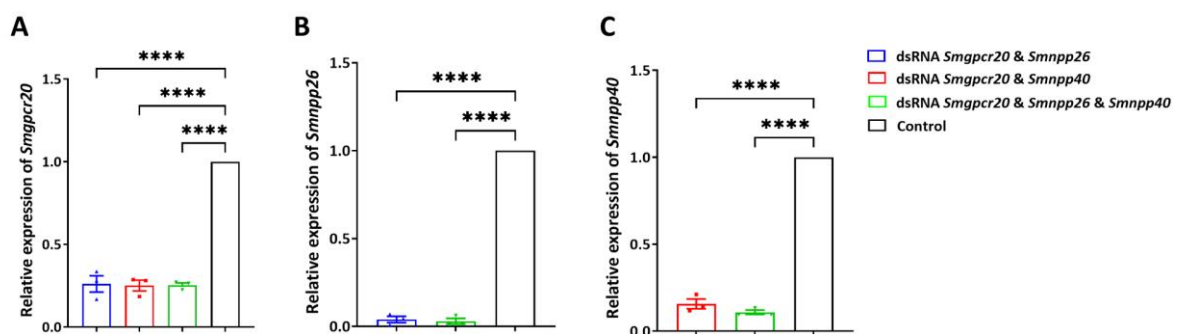 A
Relative expression of Smgpcr20
1.5
1.0
0.5
0.0
****
****
****
B
Relative expression of Smnpp26
1.5
1.0
0.5
0.0
****
****
C
Relative expression of Smnpp40
1.5
1.0
0.5
0.0
****
****
dsRNA Smgpcr20 & Smnpp26
dsRNA Smgpcr20 & Smnpp40
dsRNA Smgpcr20 & Smnpp26 & Smnpp40
Control